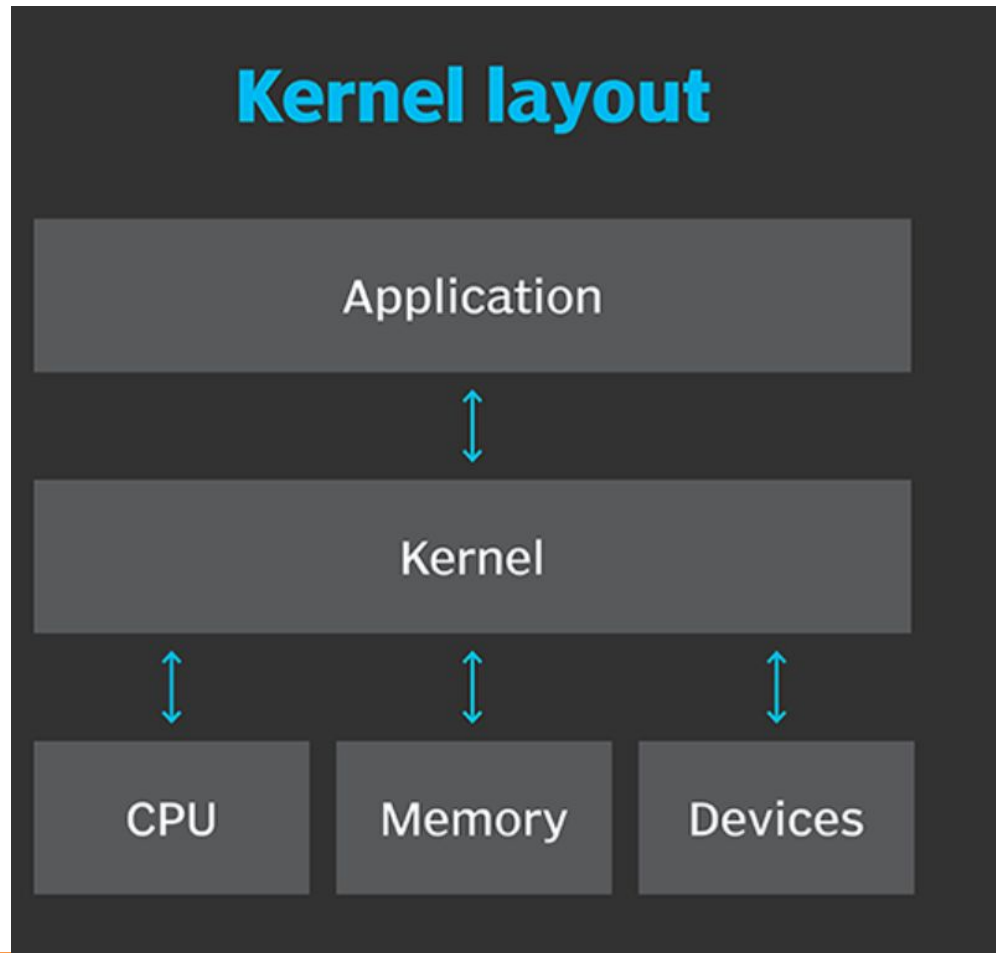 Kernel layout
Application
Kernel
CPU
Memory
Devices